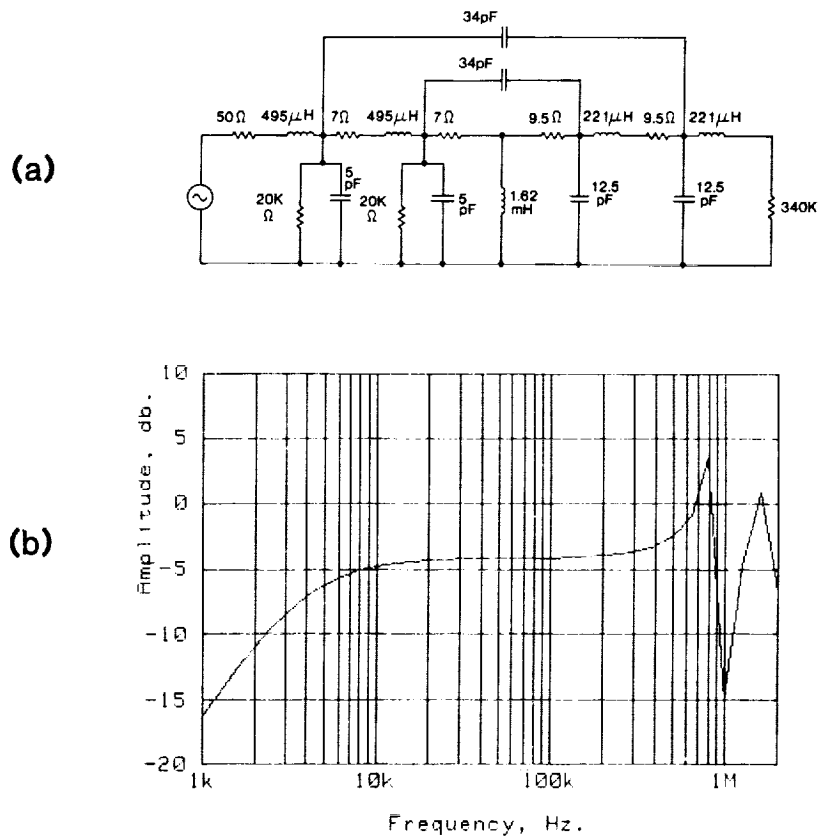 (a)
34pF
34pF
50Ω 495μH 7Ω 495μH 7Ω 9.5Ω 221μH 9.5Ω 221μH
20K Ω
5 pF
20K Ω
5 pF
1.62 mH
12.5 pF
12.5 pF
340K
(b)
Amplitude, db.
10
5
0
-5
-10
-15
-20
1k 10k 100k 1M
Frequency, Hz.